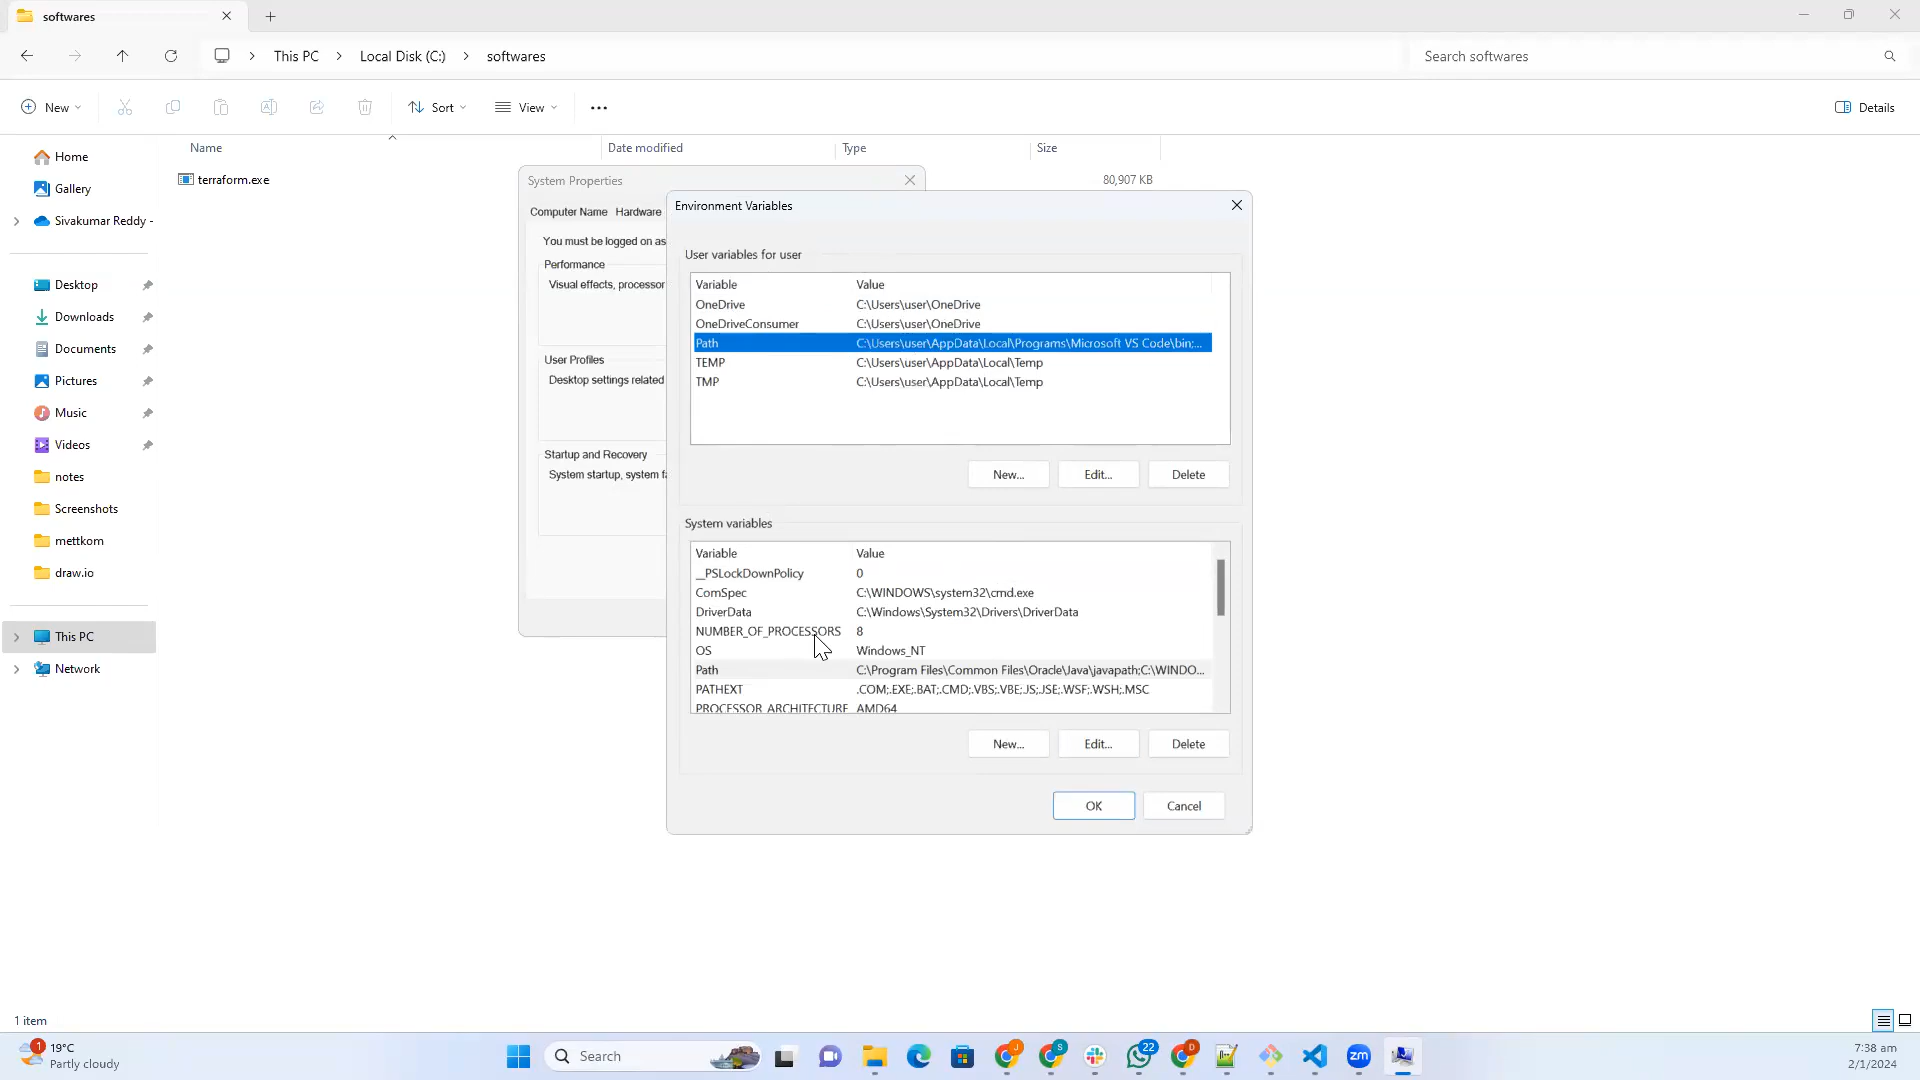 softwares
This PC
Local Disk (C:)
softwares
Search softwares
New
Sort
View
Details
Name
Date modified
Type
Size
terraform.exe
80,907 KB
Home
Gallery
Sivakumar Reddy -
Desktop
Downloads
Documents
Pictures
Music
Videos
notes
Screenshots
mettkom
draw.io
This PC
Network
System Properties
Computer Name Hardware
You must be logged on as
Performance
Visual effects, processor
User Profiles
Desktop settings related
Startup and Recovery
System startup, system fa
Environment Variables
User variables for user
Variable Value
OneDrive C:\Users\user\OneDrive
OneDriveConsumer C:\Users\user\OneDrive
Path C:\Users\user\AppData\Local\Programs\Microsoft VS Code\bin;...
TEMP C:\Users\user\AppData\Local\Temp
TMP C:\Users\user\AppData\Local\Temp
New... Edit... Delete
System variables
Variable Value
__PSLockDownPolicy 0
ComSpec C:\WINDOWS\system32\cmd.exe
DriverData C:\Windows\System32\Drivers\DriverData
NUMBER_OF_PROCESSORS 8
OS Windows_NT
Path C:\Program Files\Common Files\Oracle\Java\javapath;C:\WINDO...
PATHEXT .COM;.EXE;.BAT;.CMD;.VBS;.VBE;.JS;.JSE;.WSF;.WSH;.MSC
PROCESSOR_ARCHITECTURE AMD64
New... Edit... Delete
OK Cancel
1 item
1
19°C
Partly cloudy
Search
J
S
22
D
zm
7:38 am
2/1/2024